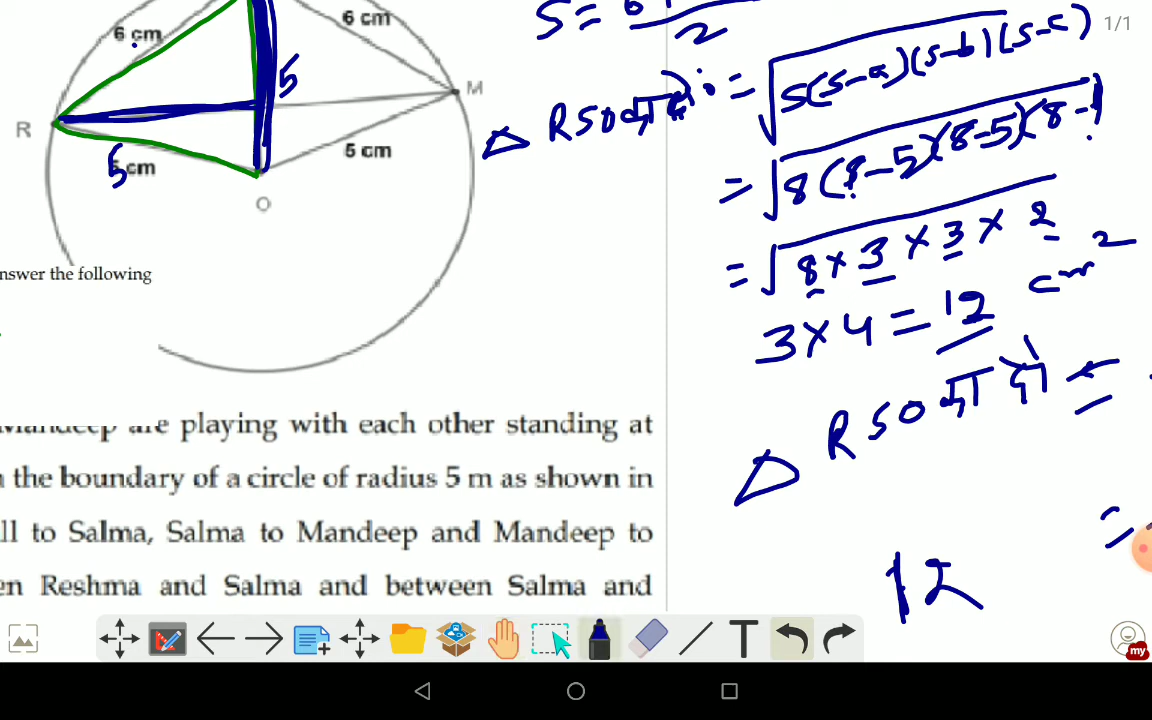 6 cm
6 cm
5
M
R
5 cm
5 cm
O
nswer the following
are playing with each other standing at
the boundary of a circle of radius 5 m as shown in
ll to Salma, Salma to Mandeep and Mandeep to
en Reshma and Salma and between Salma and
S =
2
Δ RSO
= √s(s-a)(s-b)(s-c)
= √8(8-5)(8-5)(8-
= √8×3×3×2
3×4=12 cm²
Δ RSO
=
12
1/1
T
my